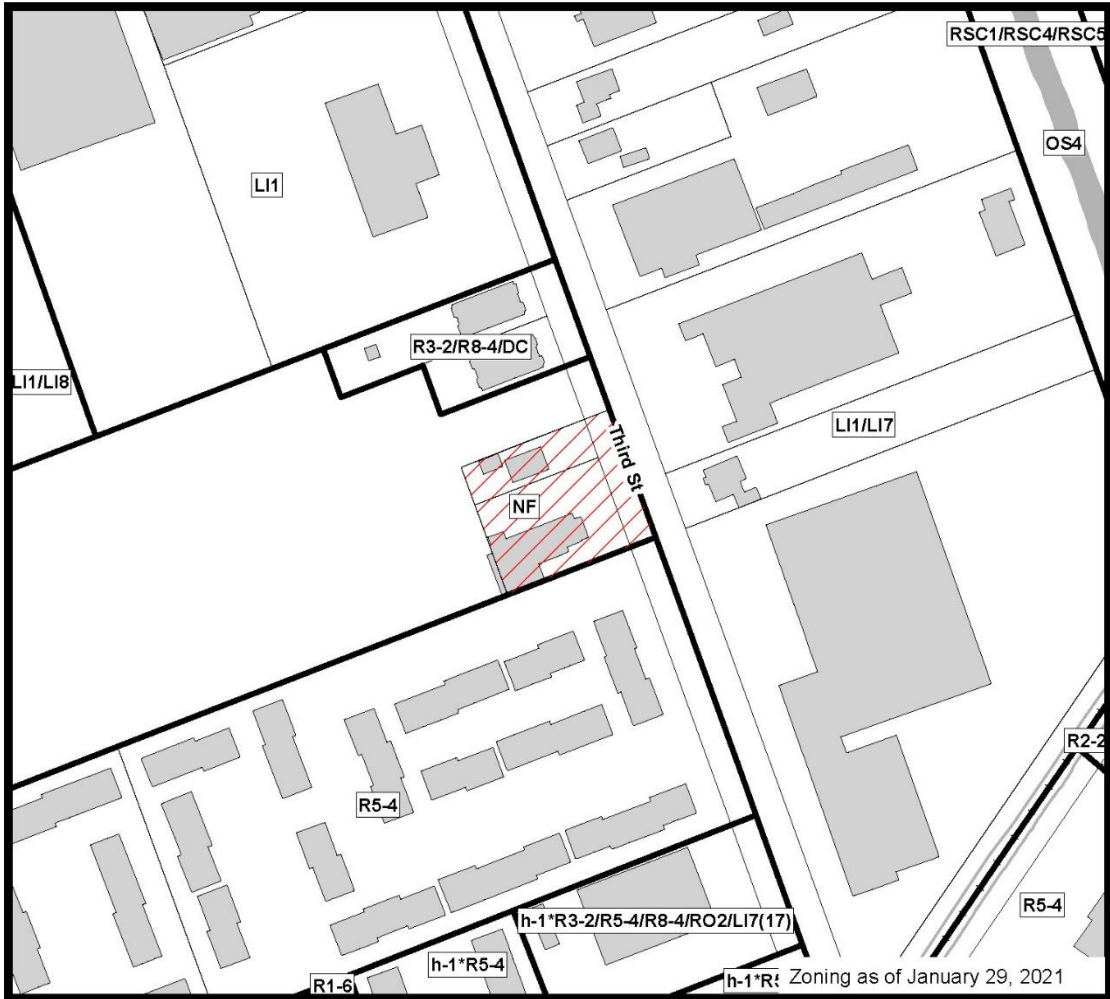 RSC1/RSC4/RSC5
OS4
LI1
R3-2/R8-4/DC
LI1/LI8
LI1/LI7
Third St
NF
R2-2
R5-4
R5-4
h-1*R3-2/R5-4/R8-4/RO2/LI7(17)
h-1*R5-4
R1-6
h-1*R5
Zoning as of January 29, 2021